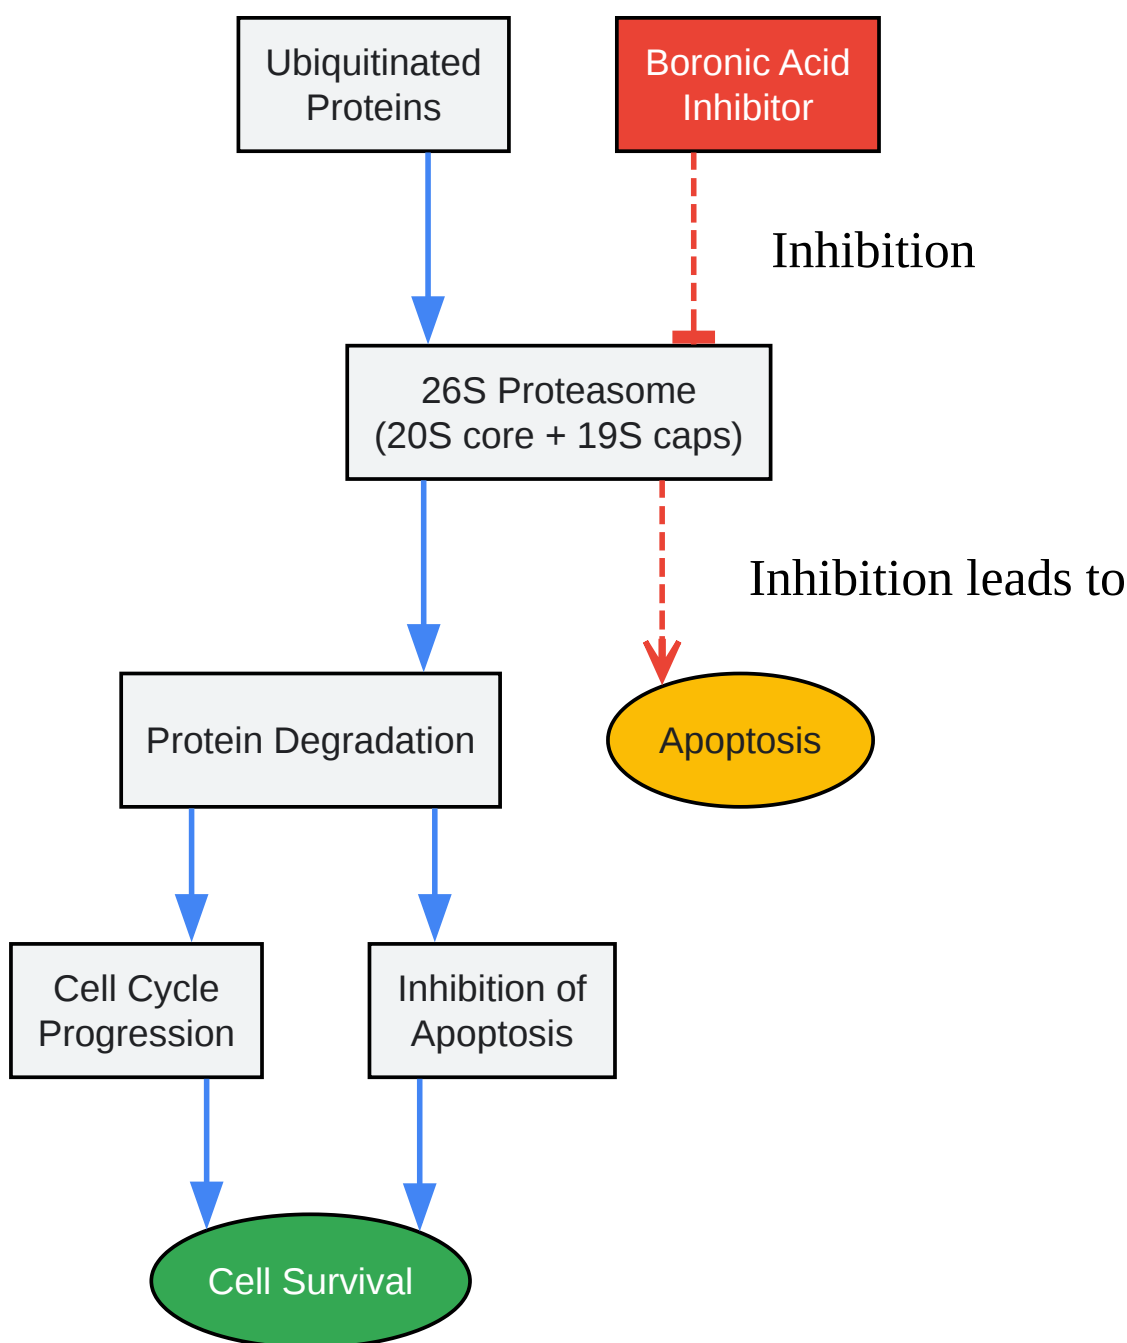 Ubiquitinated
Proteins
Boronic Acid
Inhibitor
Inhibition
26S Proteasome
(20S core + 19S caps)
Inhibition leads to
Protein Degradation
Apoptosis
Cell Cycle
Progression
Inhibition of
Apoptosis
Cell Survival